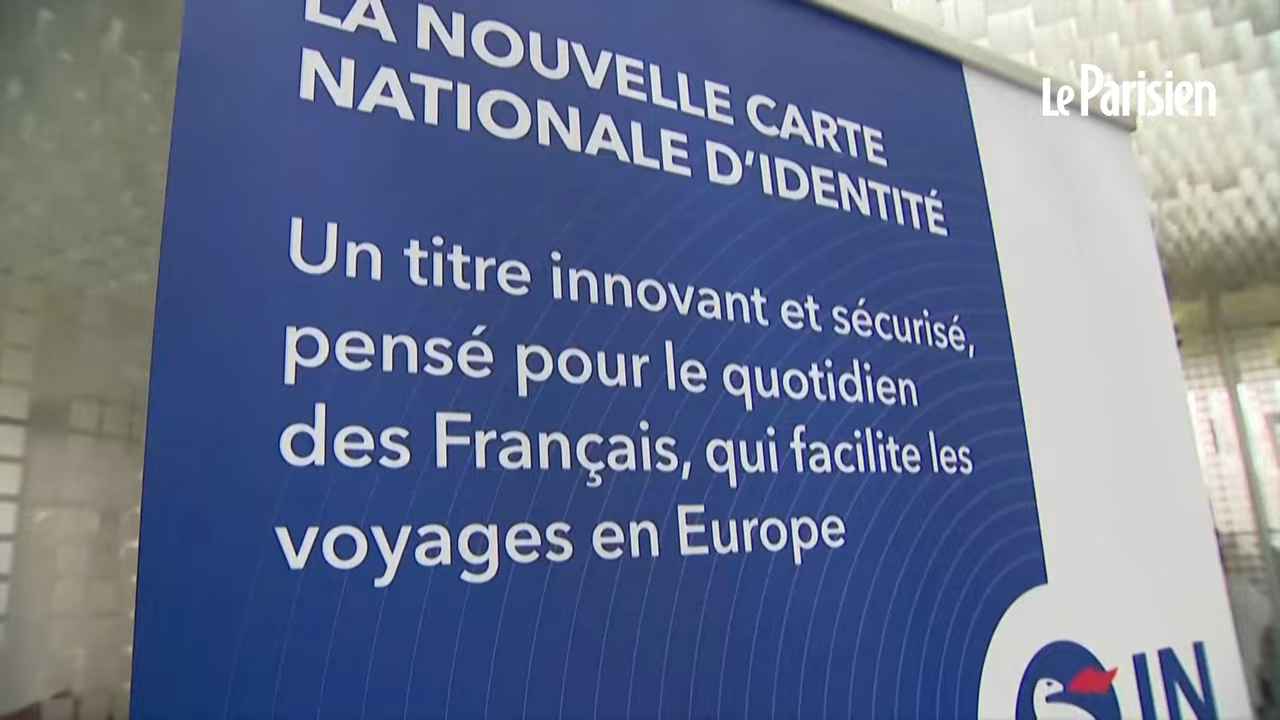 LA NOUVELLE CARTE
NATIONALE D'IDENTITÉ
Le Parisien
Un titre innovant et sécurisé,
pensé pour le quotidien
des Français, qui facilite les
voyages en Europe
IN